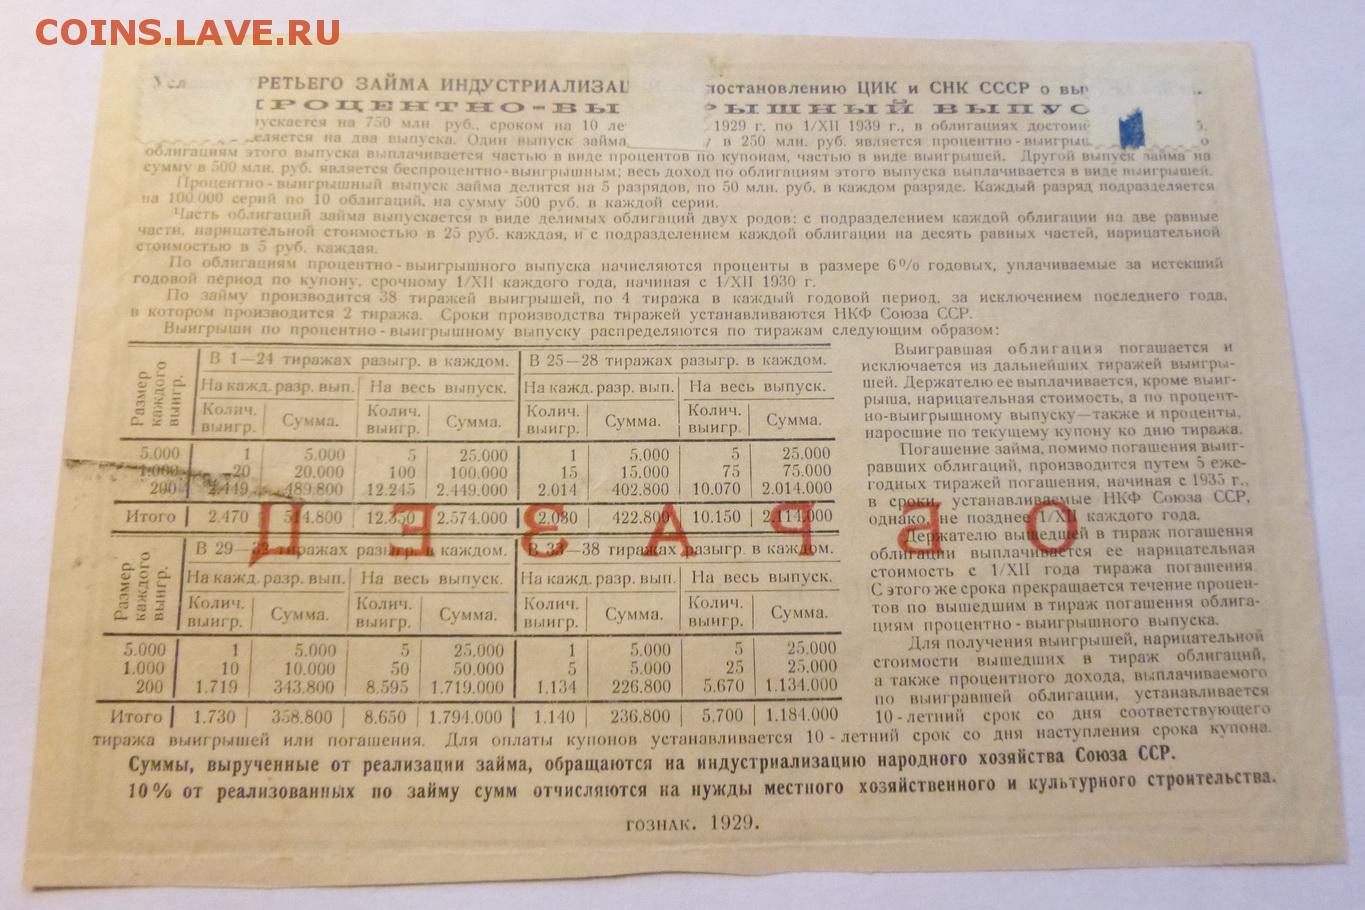 COINS.LAVE.RU
РЕТЬЕГО ЗАЙМА ИНДУСТРИАЛИЗАЦ постановлению ЦИК и СНК СССР о вы
РОЦЕНТНО-ВЫ РЫШНЫЙ ВЫПУС
ускается на 750 млн руб., сроком на 10 ле 1929 г. по 1/XII 1939 г., в облигациях достоин
еляется на два выпуска. Один выпуск займа в 250 млн. руб. является процентно-выигры о
облигациям этого выпуска выплачивается частью в виде процентов по купонам, частью в виде выигрышей. Другой выпуск займа на
сумму в 500 млн. руб. является беспроцентно-выигрышным; весь доход по облигациям этого выпуска выплачивается в виде выигрышей.
Процентно-выигрышный выпуск займа делится на 5 разрядов, по 50 млн. руб. в каждом разряде. Каждый разряд подразделяется
на 100.000 серий по 10 облигаций, на сумму 500 руб. в каждой серии.
Часть облигаций займа выпускается в виде делимых облигаций двух родов: с подразделением каждой облигации на две равные
части, нарицательной стоимостью в 25 руб. каждая, и с подразделением каждой облигации на десять равных частей, нарицательной
стоимостью в 5 руб. каждая.
По облигациям процентно-выигрышного выпуска начисляются проценты в размере 6% годовых, уплачиваемые за истекший
годовой период по купону, срочному 1/XII каждого года, начиная с 1/XII 1930 г.
По займу производится 38 тиражей выигрышей, по 4 тиража в каждый годовой период, за исключением последнего года,
в котором производится 2 тиража. Сроки производства тиражей устанавливаются НКФ Союза ССР.
Выигрыши по процентно-выигрышному выпуску распределяются по тиражам следующим образом:
Размер каждого выигр. | В 1—24 тиражах разыгр. в каждом. | В 25—28 тиражах разыгр. в каждом.
На кажд. разр. вып. | На весь выпуск. | На кажд. разр. вып. | На весь выпуск.
Колич. выигр. | Сумма. | Колич. выигр. | Сумма. | Колич. выигр. | Сумма. | Колич. выигр. | Сумма.
5.000 | 1 | 5.000 | 5 | 25.000 | 1 | 5.000 | 5 | 25.000
1.000 | 20 | 20.000 | 100 | 100.000 | 15 | 15.000 | 75 | 75.000
200 | 2.449 | 489.800 | 12.245 | 2.449.000 | 2.014 | 402.800 | 10.070 | 2.014.000
Итого | 2.470 | 514.800 | 12.350 | 2.574.000 | 2.030 | 422.800 | 10.150 | 2.114.000
Размер каждого выигр. | В 29—32 тиражах разыгр. в каждом. | В 33—38 тиражах разыгр. в каждом.
На кажд. разр. вып. | На весь выпуск. | На кажд. разр. вып. | На весь выпуск.
Колич. выигр. | Сумма. | Колич. выигр. | Сумма. | Колич. выигр. | Сумма. | Колич. выигр. | Сумма.
5.000 | 1 | 5.000 | 5 | 25.000 | 1 | 5.000 | 5 | 25.000
1.000 | 10 | 10.000 | 50 | 50.000 | 5 | 5.000 | 25 | 25.000
200 | 1.719 | 343.800 | 8.595 | 1.719.000 | 1.134 | 226.800 | 5.670 | 1.134.000
Итого | 1.730 | 358.800 | 8.650 | 1.794.000 | 1.140 | 236.800 | 5.700 | 1.184.000
Выигравшая облигация погашается и
исключается из дальнейших тиражей выигры-
шей. Держателю ее выплачивается, кроме выиг-
рыша, нарицательная стоимость, а по процент-
но-выигрышному выпуску—также и проценты,
наросшие по текущему купону ко дню тиража.
Погашение займа, помимо погашения выиг-
равших облигаций, производится путем 5 еже-
годных тиражей погашения, начиная с 1935 г.,
в сроки, устанавливаемые НКФ Союза ССР,
однако, не позднее 1/XII каждого года.
Держателю вышедшей в тираж погашения
облигации выплачивается ее нарицательная
стоимость с 1/XII года тиража погашения.
С этого же срока прекращается течение процен-
тов по вышедшим в тираж погашения облига-
циям процентно-выигрышного выпуска.
Для получения выигрышей, нарицательной
стоимости вышедших в тираж облигаций,
а также процентного дохода, выплачиваемого
по выигравшей облигации, устанавливается
10-летний срок со дня соответствующего
тиража выигрышей или погашения. Для оплаты купонов устанавливается 10-летний срок со дня наступления срока купона.
Суммы, вырученные от реализации займа, обращаются на индустриализацию народного хозяйства Союза ССР.
10% от реализованных по займу сумм отчисляются на нужды местного хозяйственного и культурного строительства.
ГОЗНАК. 1929.